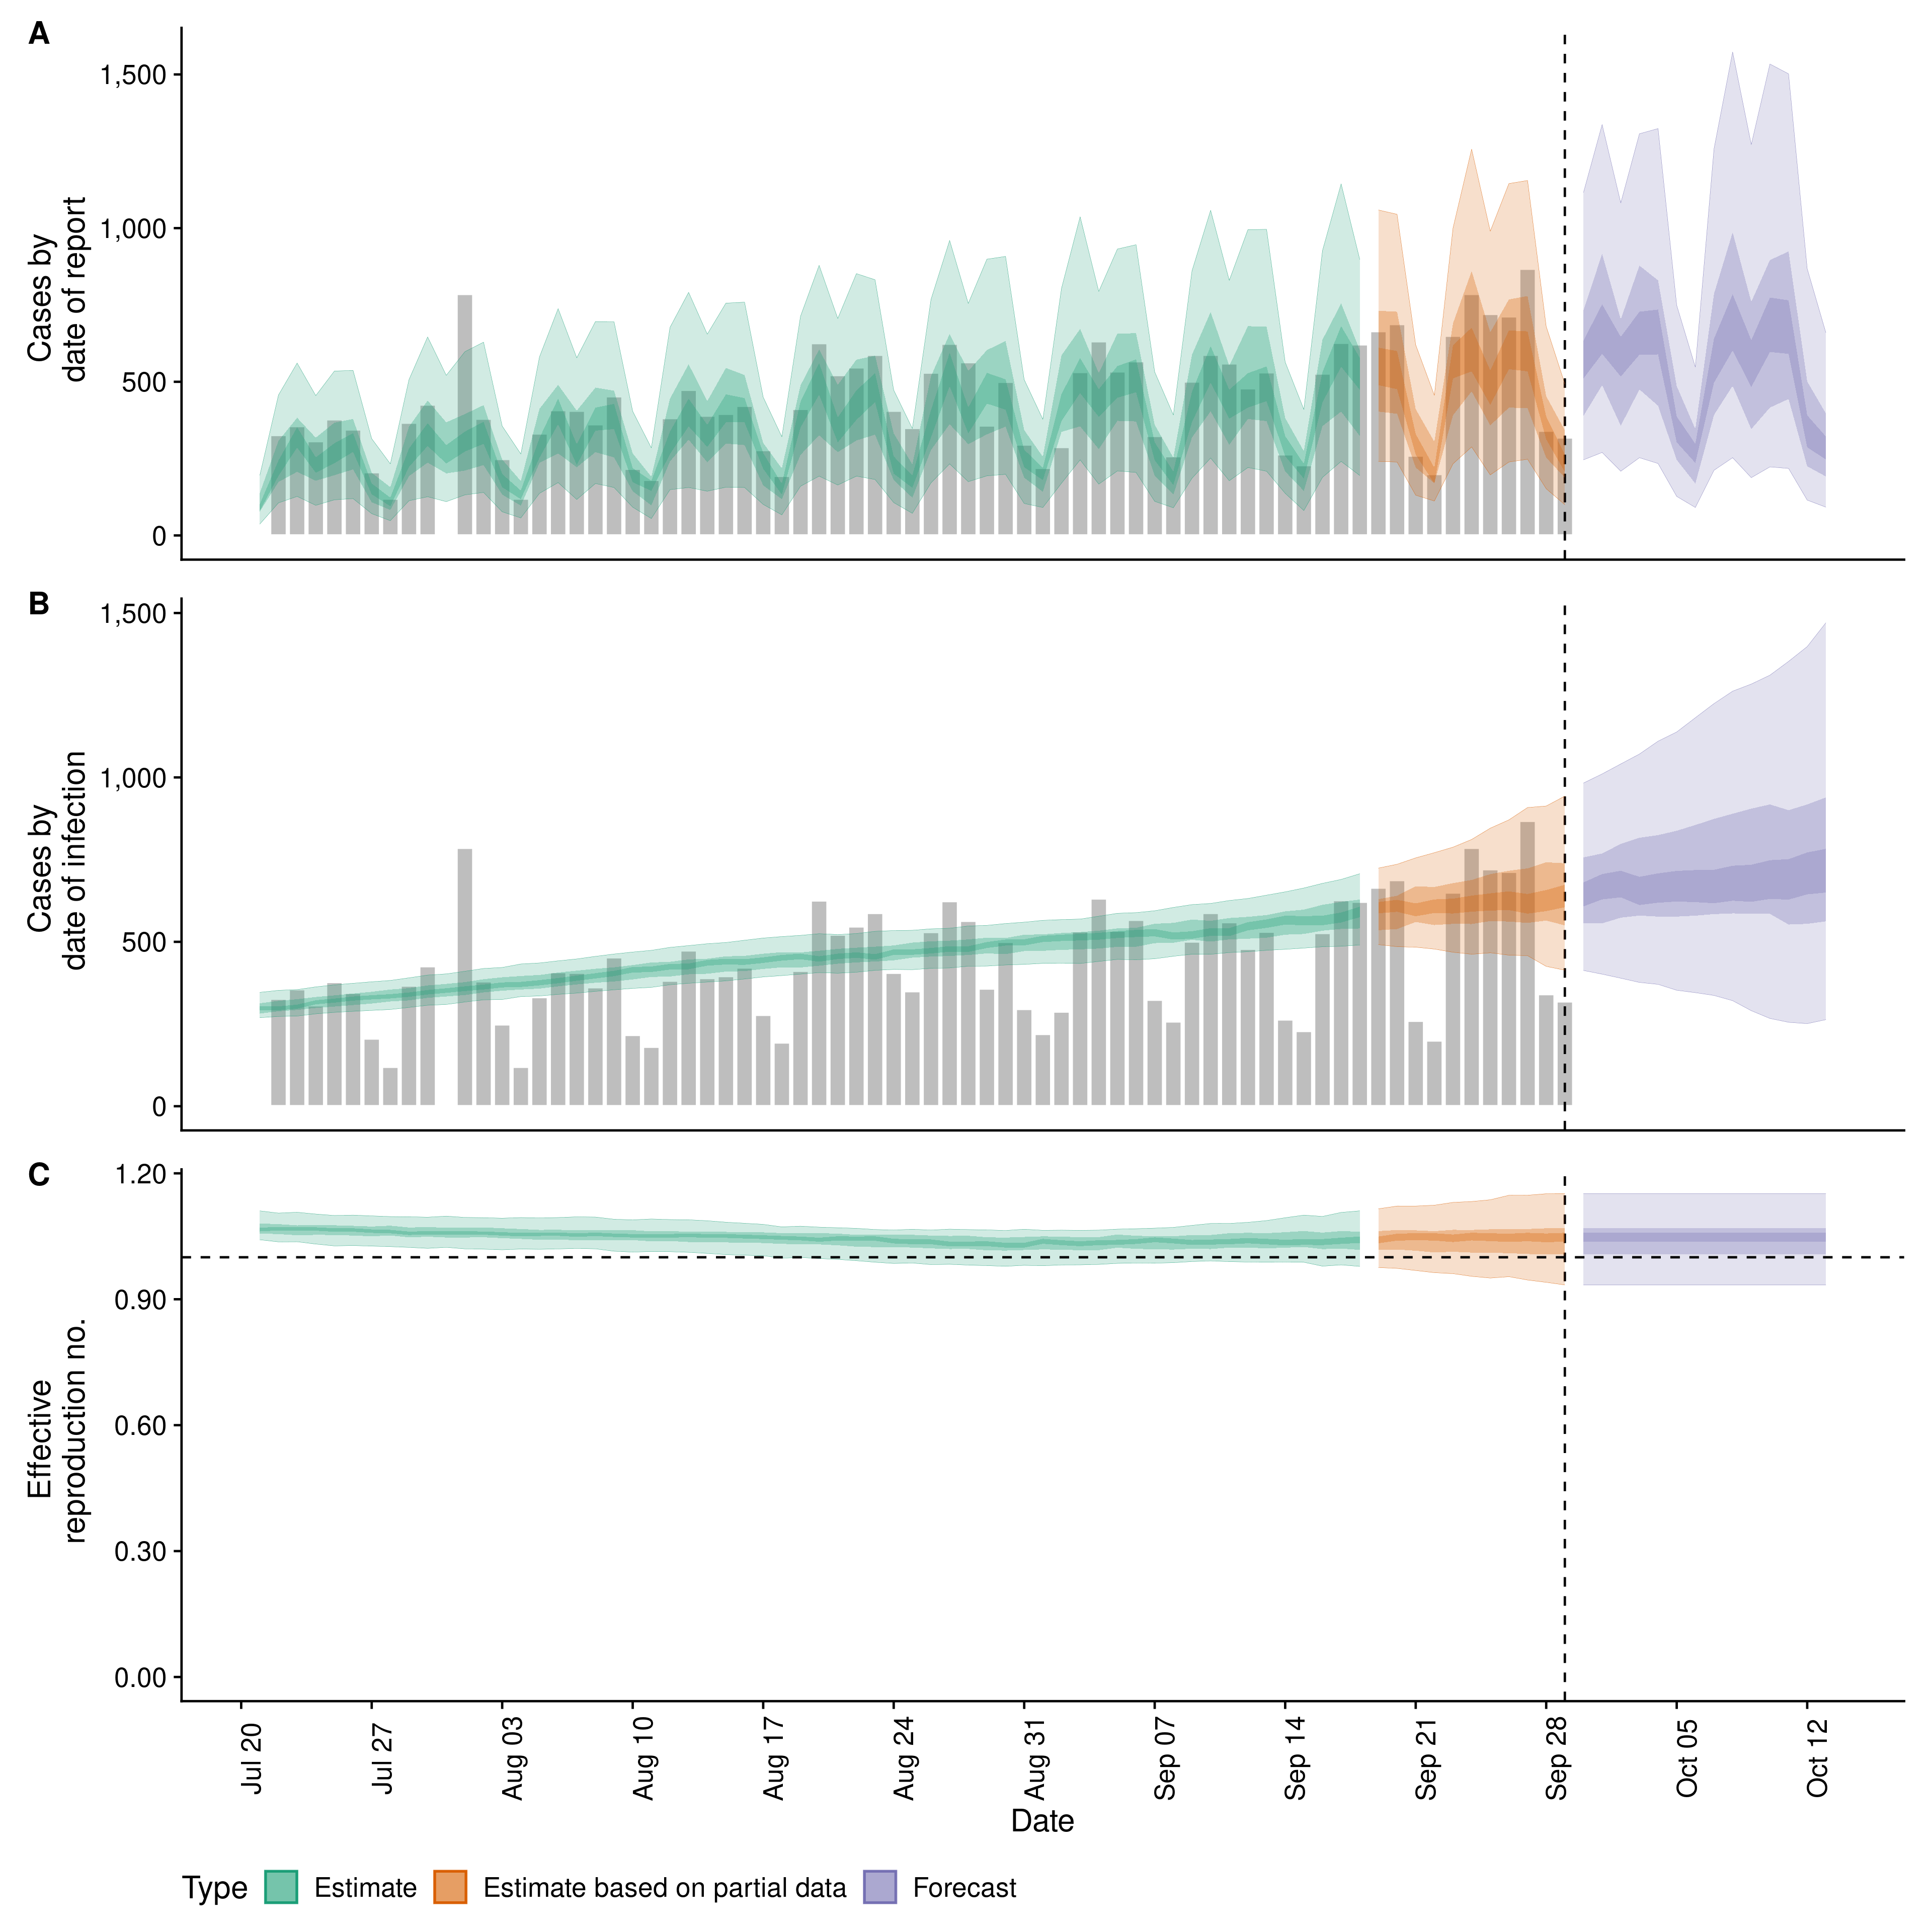 A
1,500
1,000
500
0
Cases by
date of report
B
1,500
1,000
500
0
Cases by
date of infection
C
1.20
0.90
0.60
0.30
0.00
Effective
reproduction no.
Jul 20
Jul 27
Aug 03
Aug 10
Aug 17
Aug 24
Aug 31
Sep 07
Sep 14
Sep 21
Sep 28
Oct 05
Oct 12
Date
Type Estimate Estimate based on partial data Forecast